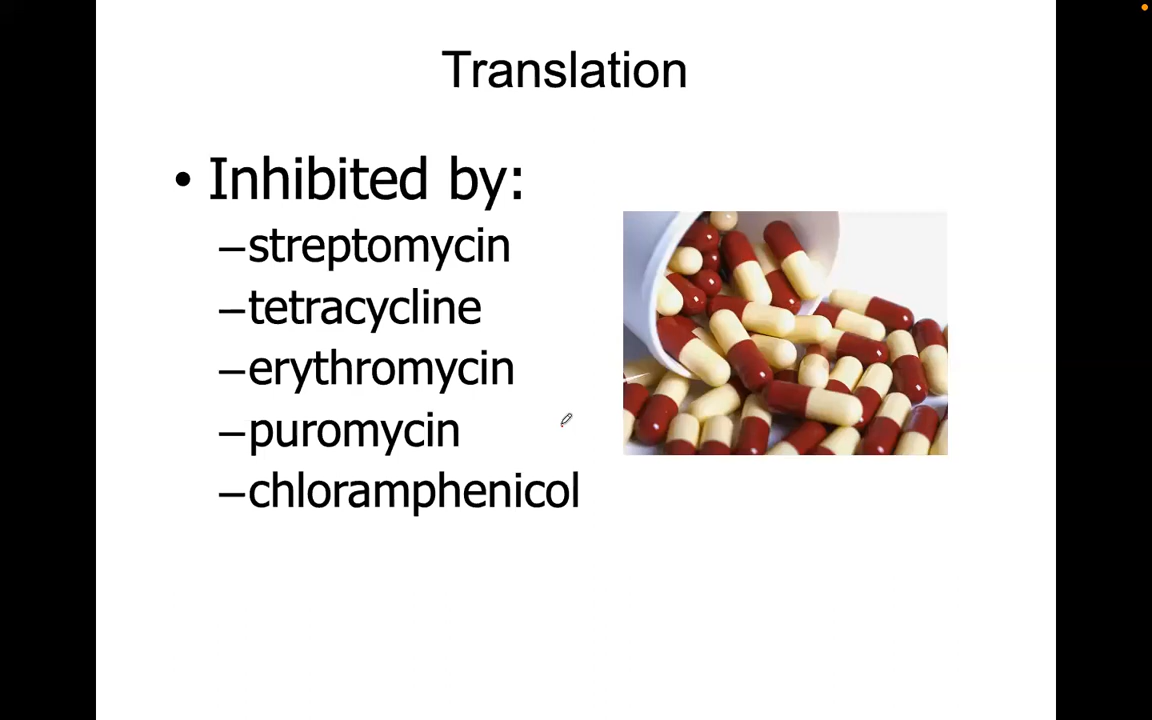 Translation
• Inhibited by:
–streptomycin
–tetracycline
–erythromycin
–puromycin
–chloramphenicol